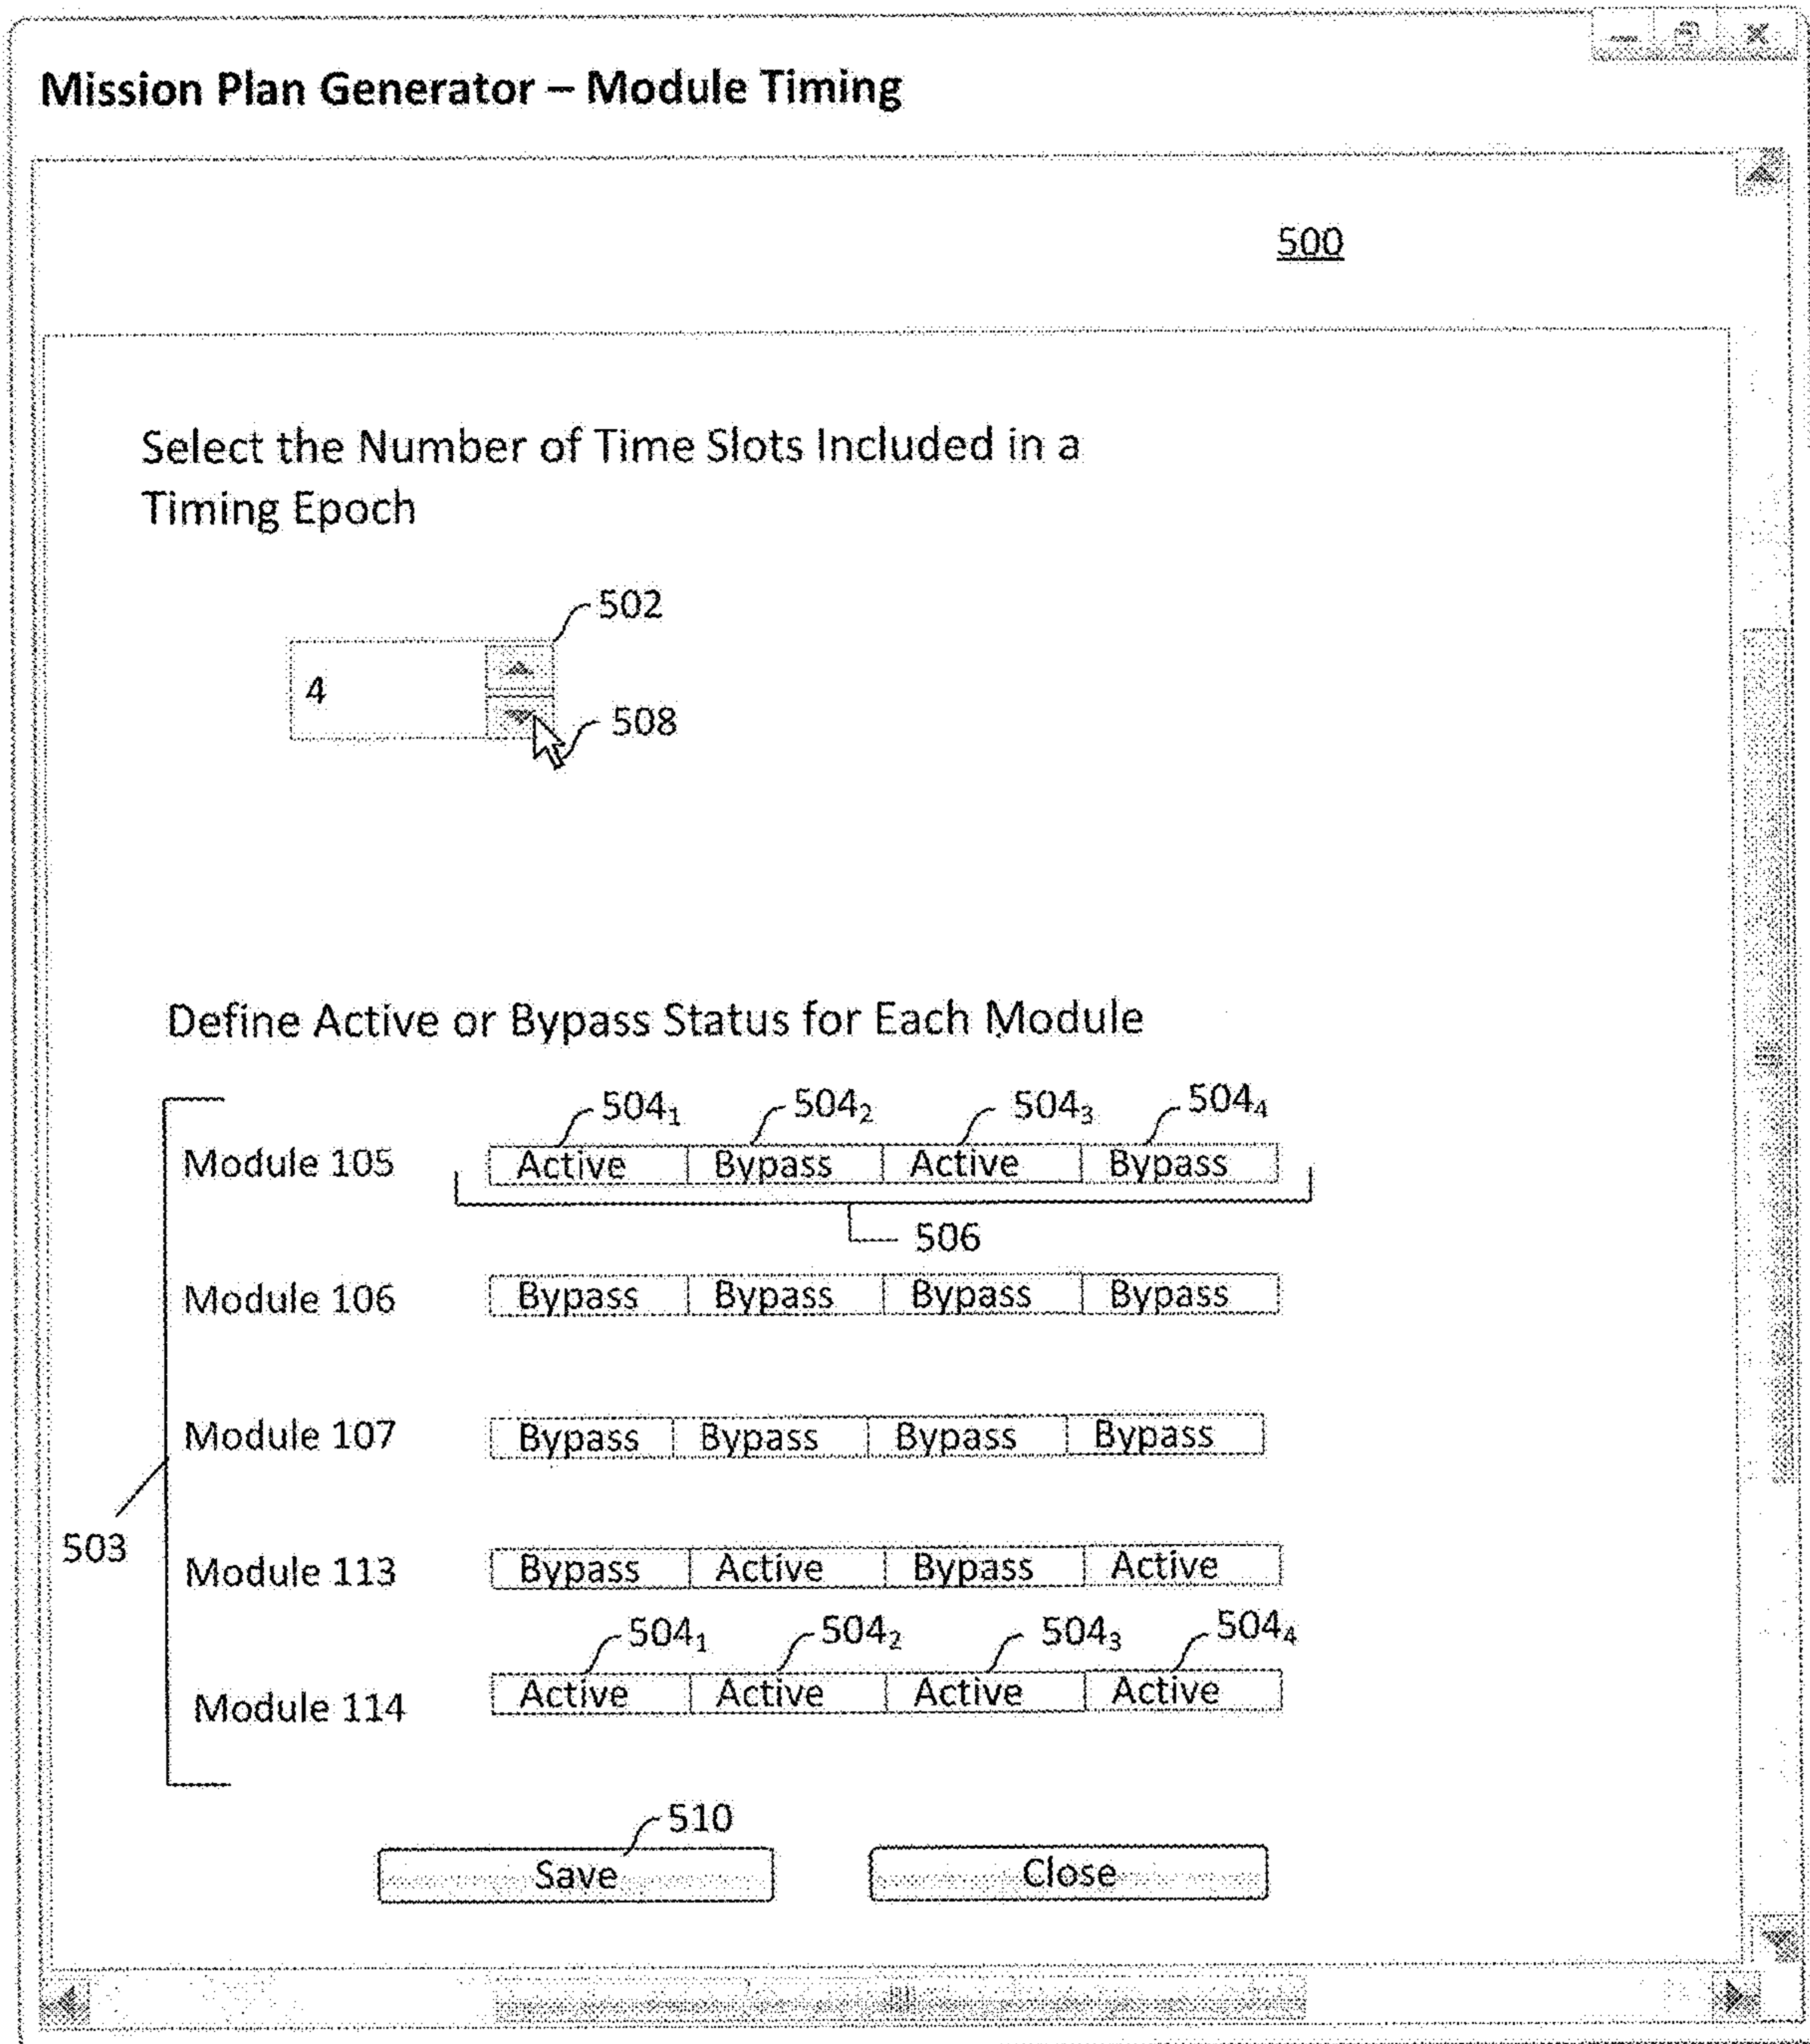 Mission Plan Generator – Module Timing
500
Select the Number of Time Slots Included in a
Timing Epoch
502
4
508
Define Active or Bypass Status for Each Module
504₁ 504₂ 504₃ 504₄
Module 105 Active Bypass Active Bypass
506
Module 106 Bypass Bypass Bypass Bypass
Module 107 Bypass Bypass Bypass Bypass
503
Module 113 Bypass Active Bypass Active
504₁ 504₂ 504₃ 504₄
Module 114 Active Active Active Active
510
Save Close